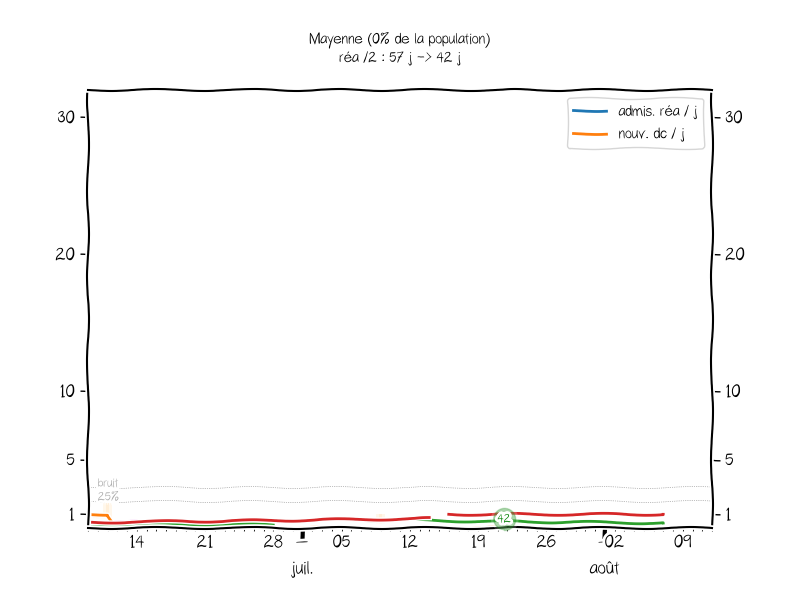 Mayenne (0% de la population)
réa /2 : 57 j -> 42 j
admis. réa / j
nouv. dc / j
30
30
20
20
10
10
5
5
bruit
25%
1
1
42
14 21 28 05 12 19 26 02 09
juil. août